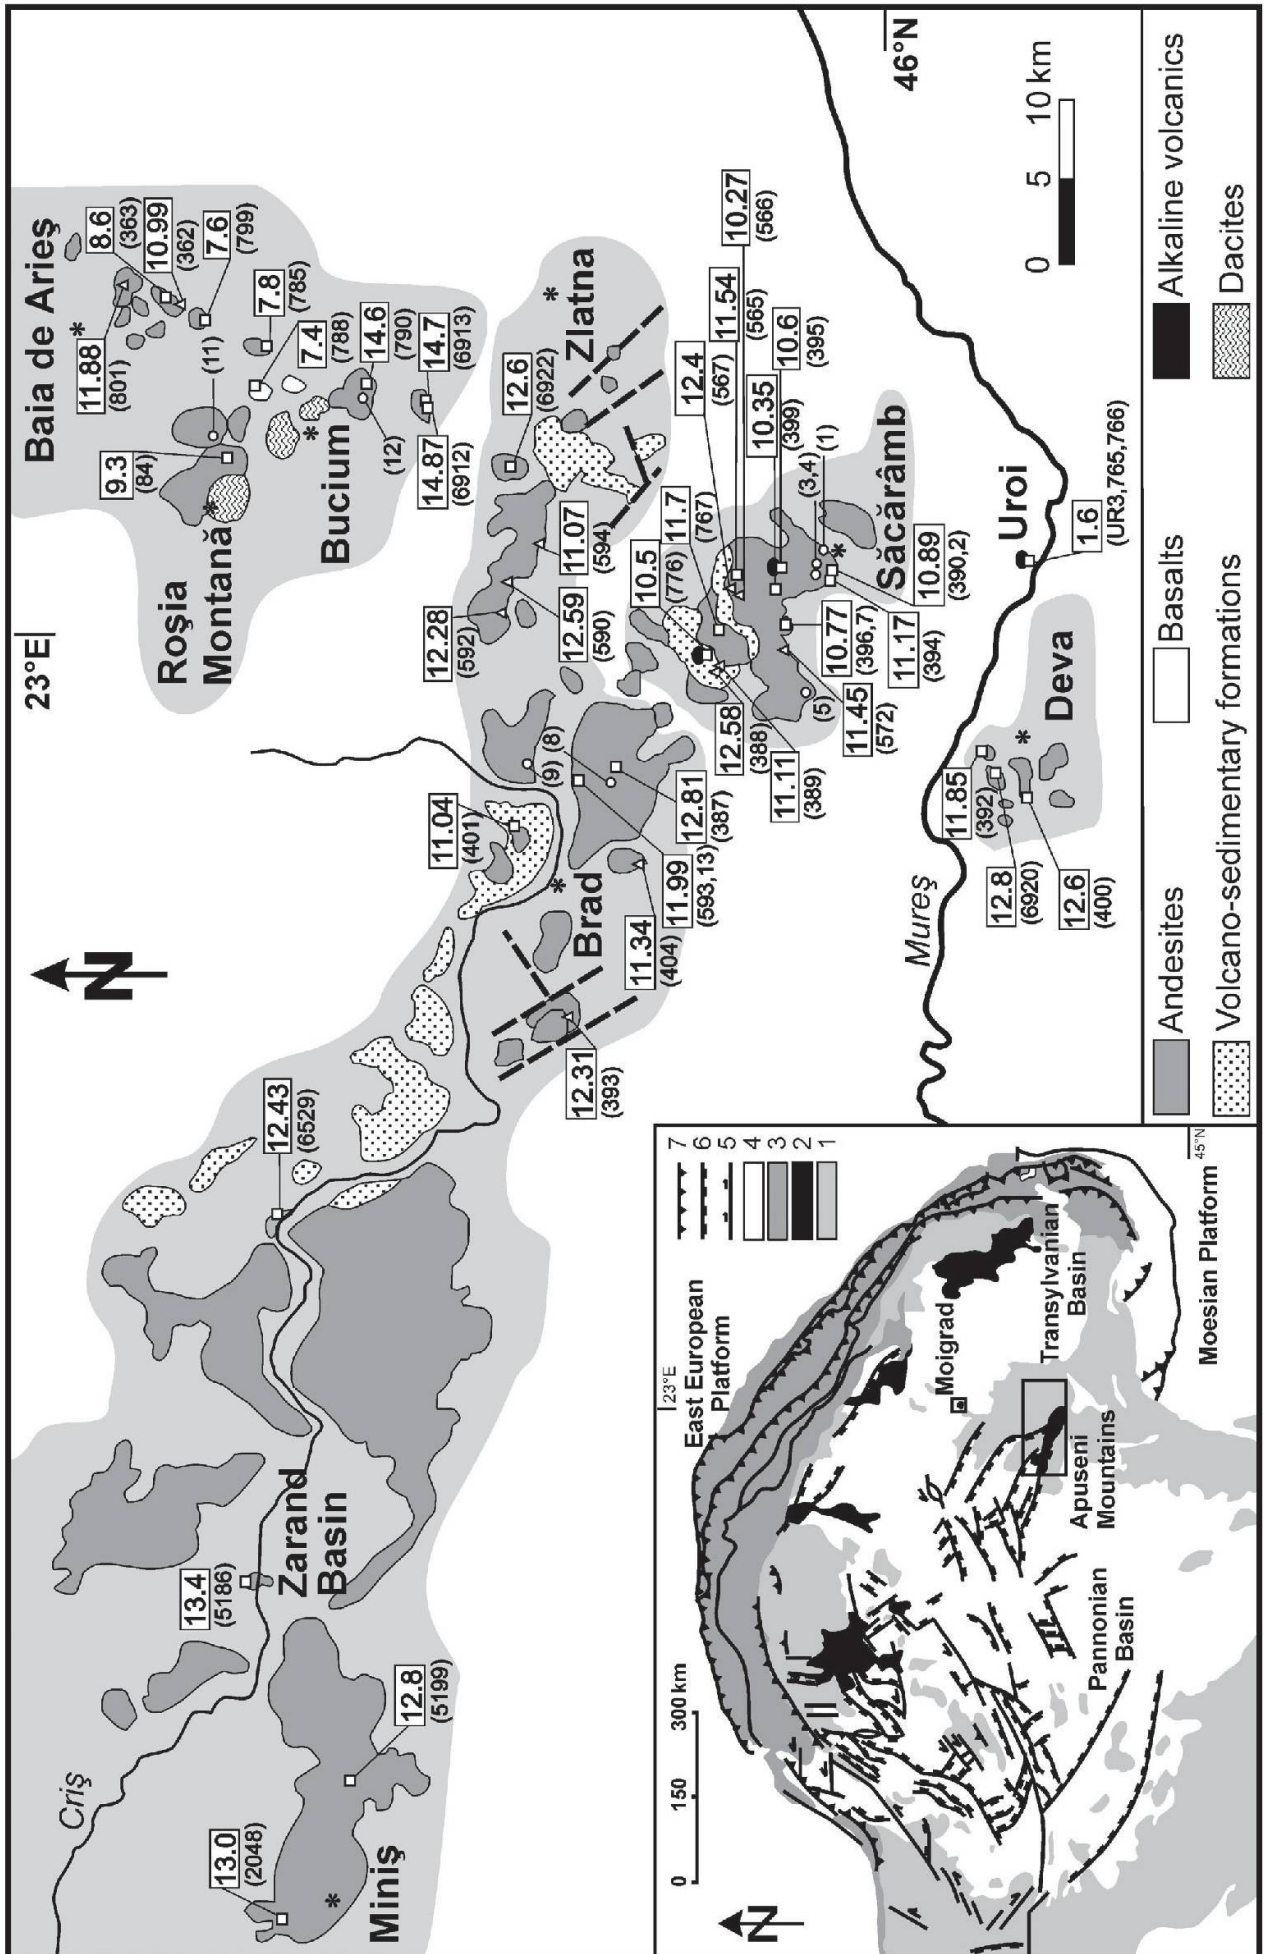 23°E
46°N
N
Baia de Arieş
11.88
(801)
8.6
(363)
10.99
(362)
7.6
(799)
7.8
(785)
7.4
(788)
14.6
(790)
14.7
(6913)
14.87
(6912)
(11)
(12)
9.3
(84)
Roşia
Montană
Bucium
Zlatna
12.6
(6922)
11.07
(594)
12.59
(590)
12.28
(592)
Criş
13.0
(2048)
Miniş
12.8
(5199)
13.4
(5186)
Zarand
Basin
12.43
(6529)
12.31
(393)
Brad
11.04
(401)
11.34
(404)
11.99
(593,13)
12.81
(387)
(9)
(8)
10.5
(776)
11.7
(767)
12.4
(567)
11.54
(565)
10.27
(566)
10.35
(399)
10.6
(395)
(3,4)
(1)
12.58
(388)
11.11
(389)
(5)
11.45
(572)
10.77
(396,7)
11.17
(394)
10.89
(390,2)
Săcărâmb
Mureş
Deva
11.85
(392)
12.8
(6920)
12.6
(400)
Uroi
1.6
(UR3,765,766)
0 5 10 km
Andesites
Basalts
Alkaline volcanics
Volcano-sedimentary formations
Dacites
N
0 150 300 km
23°E
East European
Platform
7
6
5
4
3
2
1
Moigrad
Transylvanian
Basin
Apuseni
Mountains
Pannonian
Basin
Moesian Platform
45°N